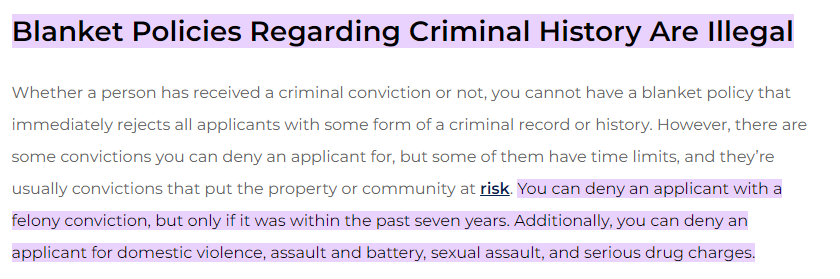 Blanket Policies Regarding Criminal History Are Illegal
Whether a person has received a criminal conviction or not, you cannot have a blanket policy that
immediately rejects all applicants with some form of a criminal record or history. However, there are
some convictions you can deny an applicant for, but some of them have time limits, and they’re
usually convictions that put the property or community at risk. You can deny an applicant with a
felony conviction, but only if it was within the past seven years. Additionally, you can deny an
applicant for domestic violence, assault and battery, sexual assault, and serious drug charges.